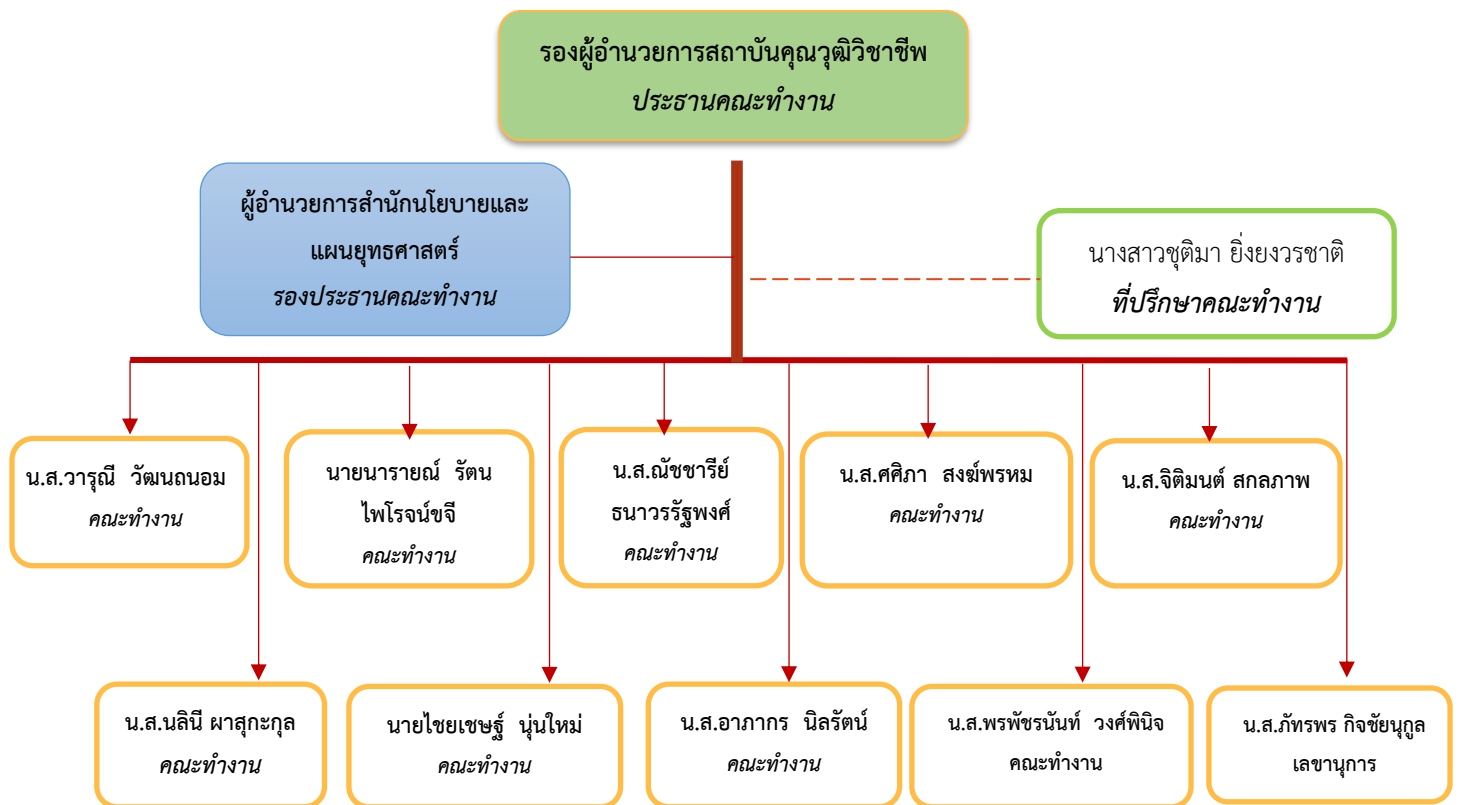 รองผู้อำนวยการสถาบันคุณวุฒิวิชาชีพ
ประธานคณะทำงาน
ผู้อำนวยการสำนักนโยบายและ
แผนยุทธศาสตร์
รองประธานคณะทำงาน
นางสาวชุติมา ยิ่งยงวรชาติ
ที่ปรึกษาคณะทำงาน
น.ส.วารุณี วัฒนถนอม
คณะทำงาน
นายนารายณ์ รัตน
ไพโรจน์ขจี
คณะทำงาน
น.ส.ณัชชารีย์
ธนาวรรัฐพงศ์
คณะทำงาน
น.ส.ศศิภา สงฆ์พรหม
คณะทำงาน
น.ส.จิติมนต์ สกลภาพ
คณะทำงาน
น.ส.นลินี ผาสุกะกุล
คณะทำงาน
นายไชยเชษฐ์ นุ่นใหม่
คณะทำงาน
น.ส.อาภากร นิลรัตน์
คณะทำงาน
น.ส.พรพัชรนันท์ วงศ์พินิจ
คณะทำงาน
น.ส.ภัทรพร กิจชัยนุกูล
เลขานุการ